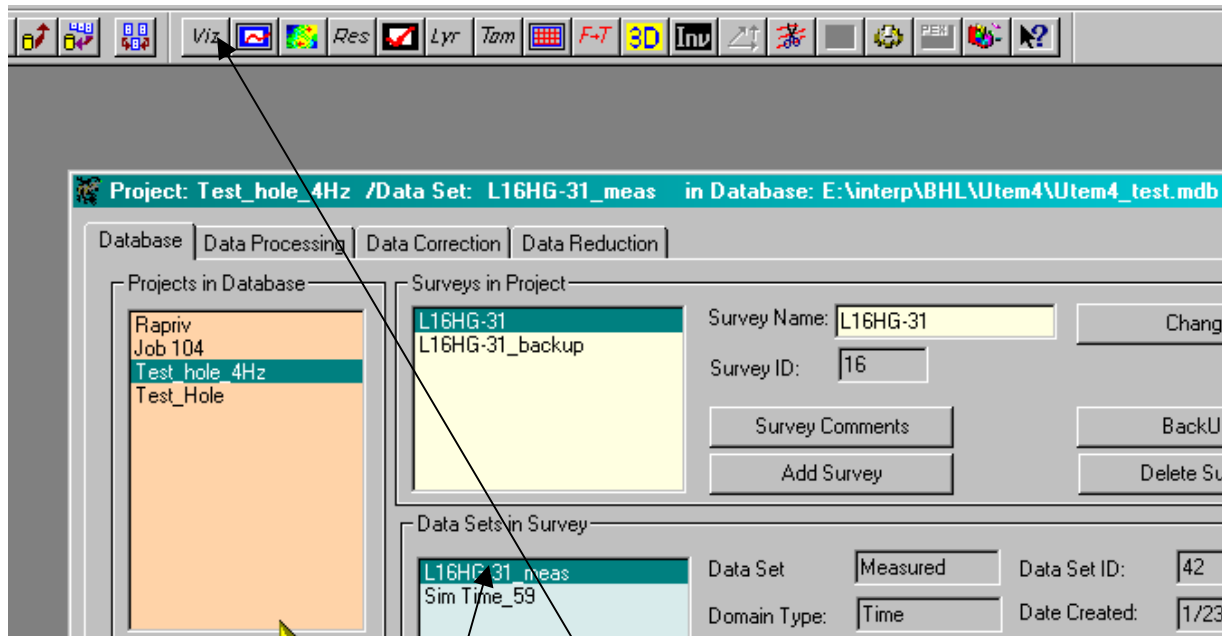 Viz Res Lyr Tam F→T 3D Inv PEX ?
Project: Test_hole_4Hz /Data Set: L16HG-31_meas in Database: E:\interp\BHL\Utem4\Utem4_test.mdb
Database Data Processing Data Correction Data Reduction
Projects in Database
Rapriv
Job 104
Test_hole_4Hz
Test_Hole
Surveys in Project
L16HG-31
L16HG-31_backup
Survey Name: L16HG-31 Chang
Survey ID: 16
Survey Comments BackU
Add Survey Delete Su
Data Sets in Survey
L16HG-31_meas
Sim Time_59
Data Set Measured Data Set ID: 42
Domain Type: Time Date Created: 1/23